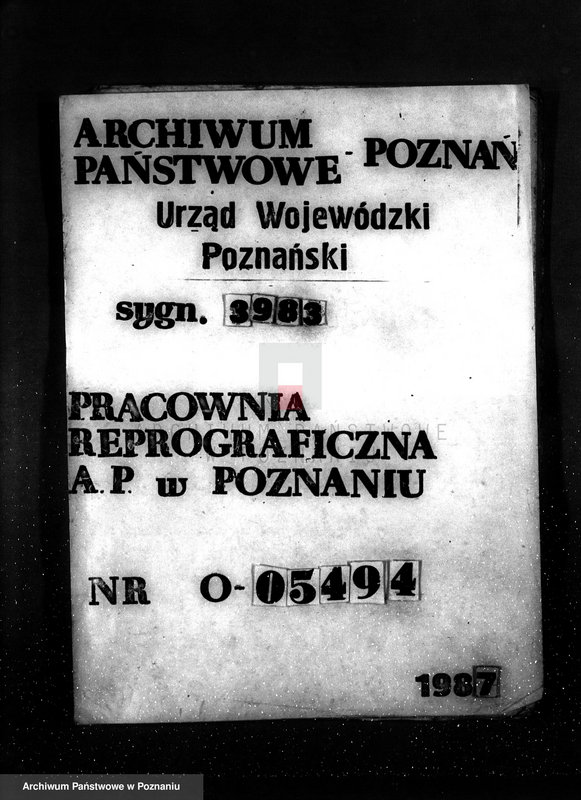 ARCHIWUM
PAŃSTWOWE - POZNAŃ
Urząd Wojewódzki
Poznański
sygn. 3983
PRACOWNIA
REPROGRAFICZNA
A.P. w POZNANIU
NR O-05494
1987
Archiwum Państwowe w Poznaniu